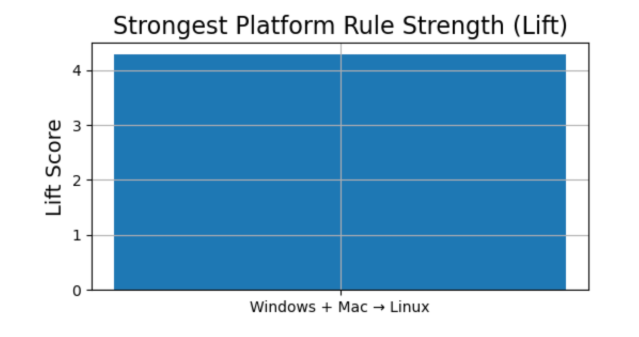 Strongest Platform Rule Strength (Lift)
4
3
2
1
0
Lift Score
Windows + Mac → Linux